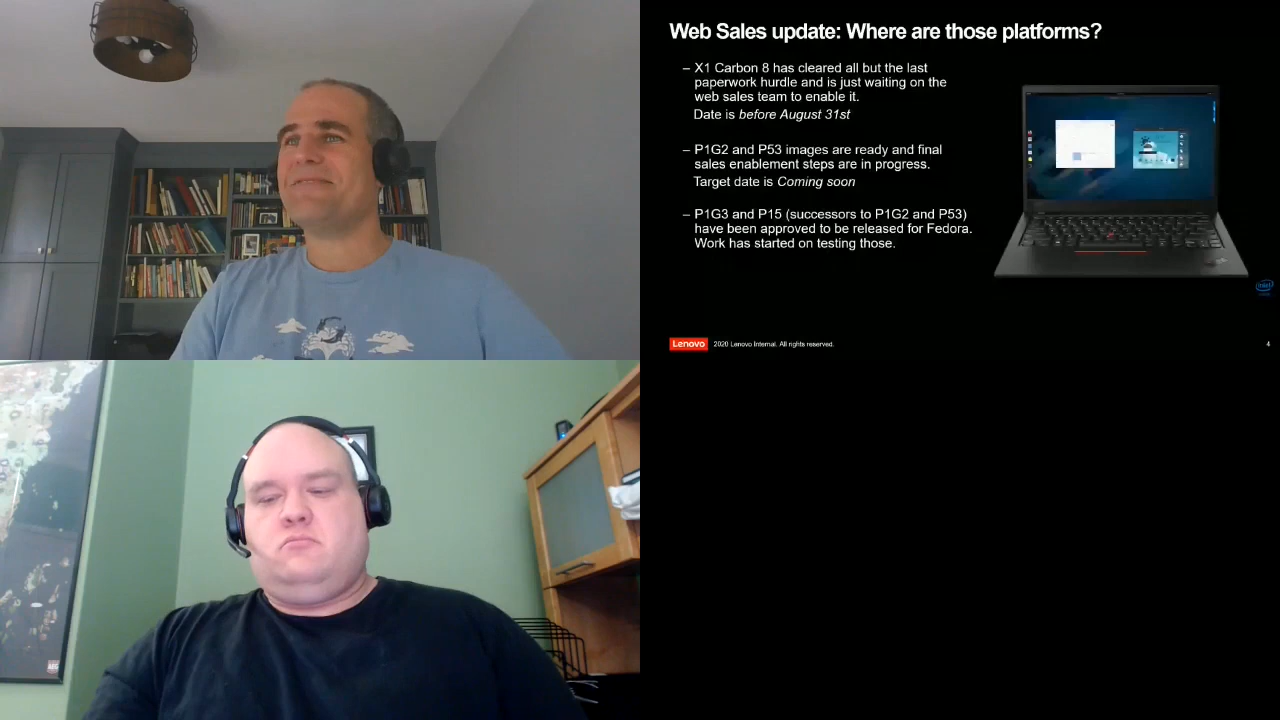 Web Sales update: Where are those platforms?
– X1 Carbon 8 has cleared all but the last
paperwork hurdle and is just waiting on the
web sales team to enable it.
Date is before August 31st
– P1G2 and P53 images are ready and final
sales enablement steps are in progress.
Target date is Coming soon
– P1G3 and P15 (successors to P1G2 and P53)
have been approved to be released for Fedora.
Work has started on testing those.
intel
Lenovo
2020 Lenovo Internal. All rights reserved.
4
AEG